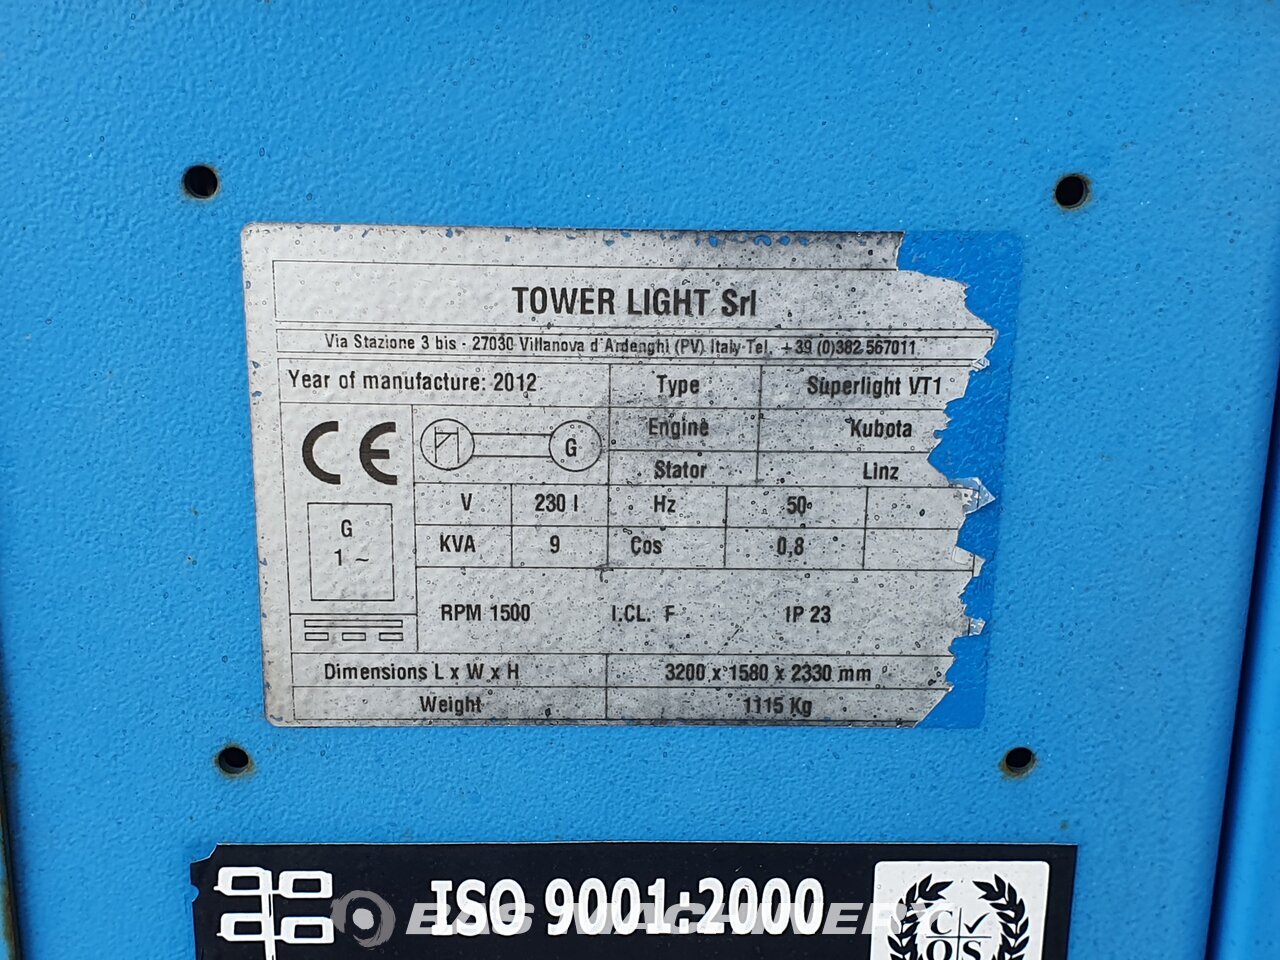 TOWER LIGHT Srl
Via Stazione 3 bis - 27030 Villanova d'Ardenghi (PV) Italy Tel. +39 (0)382 567011
Year of manufacture: 2012 Type Superlight VT1
CE G Engine Kubota
Stator Linz
V 230 I Hz 50
G
1 ~
KVA 9 Cos 0,8
RPM 1500 I.CL. F IP 23
Dimensions L x W x H 3200 x 1580 x 2330 mm
Weight 1115 Kg
ISO 9001:2000
BAS MACHINERY
C
Q S